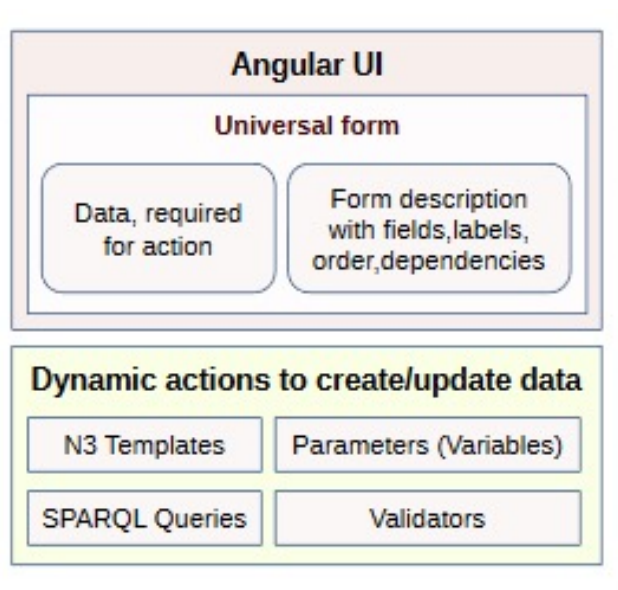 Angular UI
Universal form
Data, required
for action
Form description
with fields,labels,
order,dependencies
Dynamic actions to create/update data
N3 Templates
Parameters (Variables)
SPARQL Queries
Validators